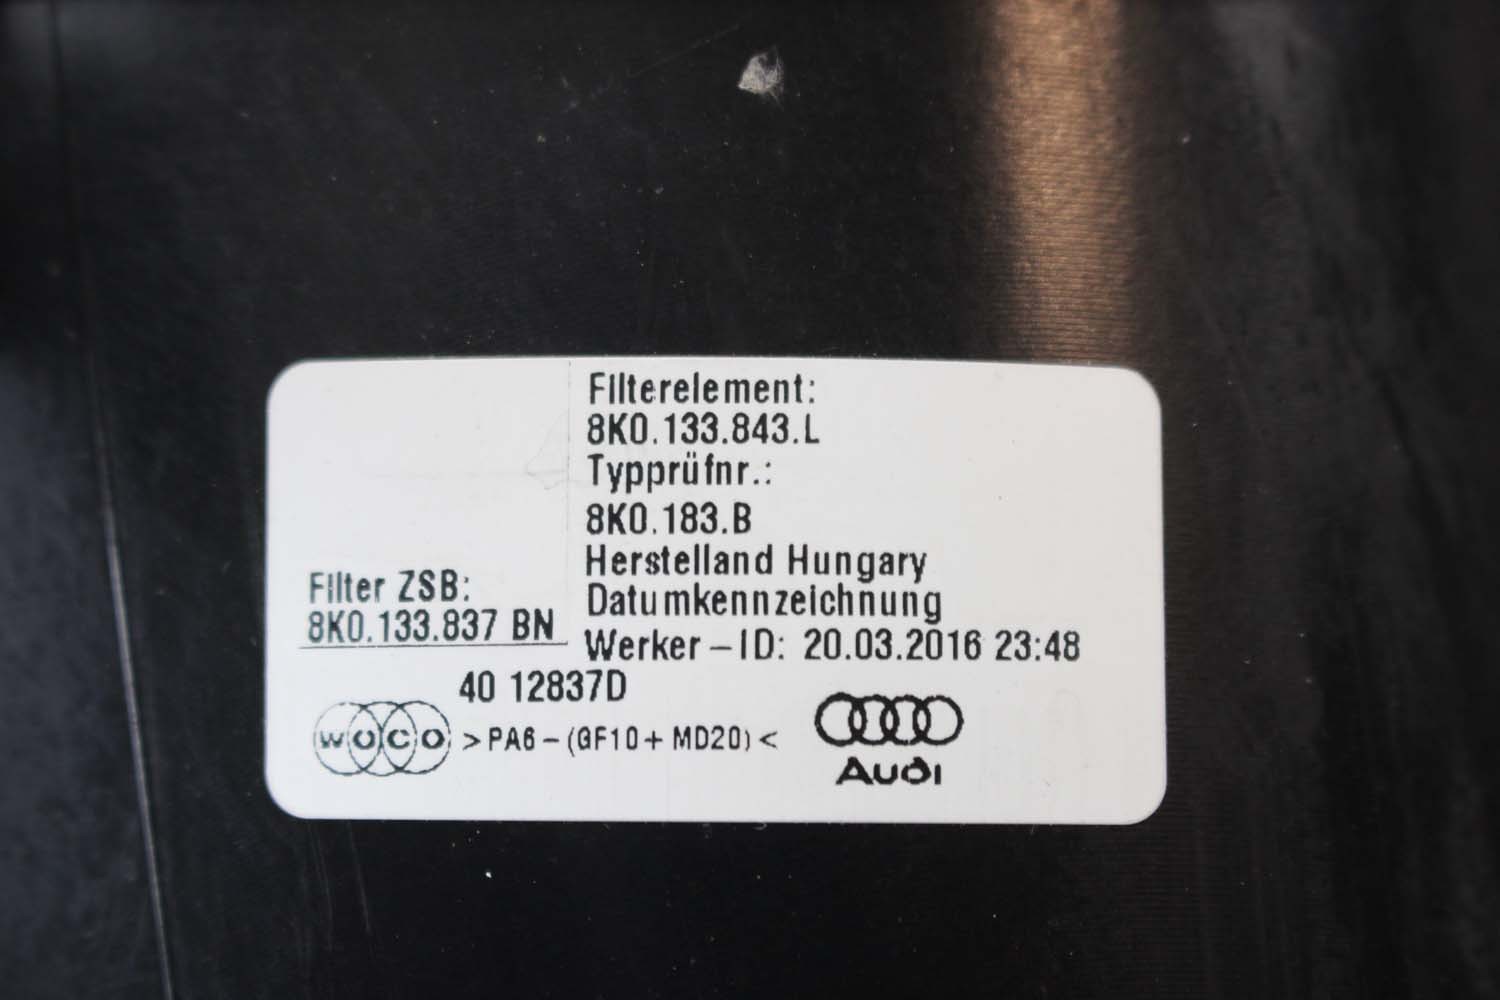 Filterelement:
8K0.133.843.L
Typprüfnr.:
8K0.183.B
Herstelland Hungary
Datumkennzeichnung
Werker-ID: 20.03.2016 23:48
Filter ZSB:
8K0.133.837 BN
40 12837D
WOCO >PA6-(GF10+MD20)<
Audi